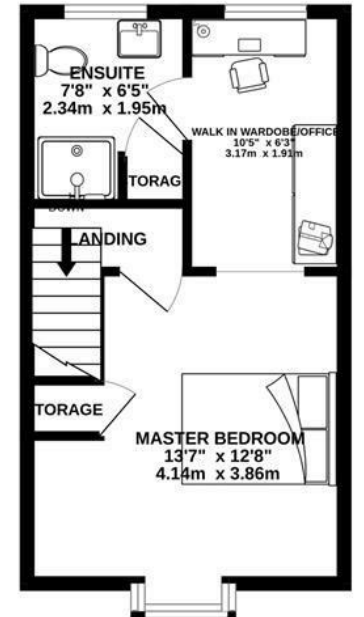 ENSUITE
7'8" x 6'5"
2.34m x 1.95m
WALK IN WARDOBE/OFFICE
10'5" x 6'3"
3.17m x 1.91m
TORAG
DOWN
LANDING
TORAGE
MASTER BEDROOM
13'7" x 12'8"
4.14m x 3.86m